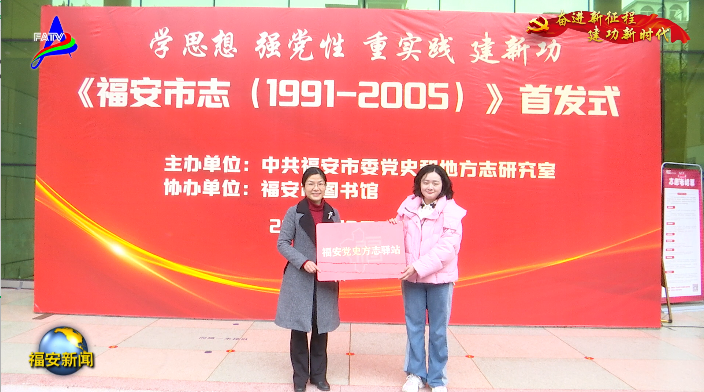 FATV
奋进新征程
建功新时代
学思想 强党性 重实践 建新功
《福安市志（1991-2005）》首发式
主办单位：中共福安市委党史和地方志研究室
协办单位：福安市图书馆
福安党史方志驿站
福安新闻